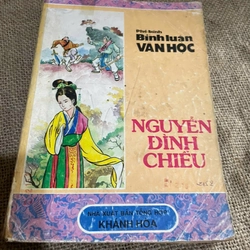 Phê bình
Bình luận
VĂN HỌC
NGUYỄN
ĐÌNH
CHIỂU
NHÀ XUẤT BẢN TỔNG HỢP
KHÁNH HÒA